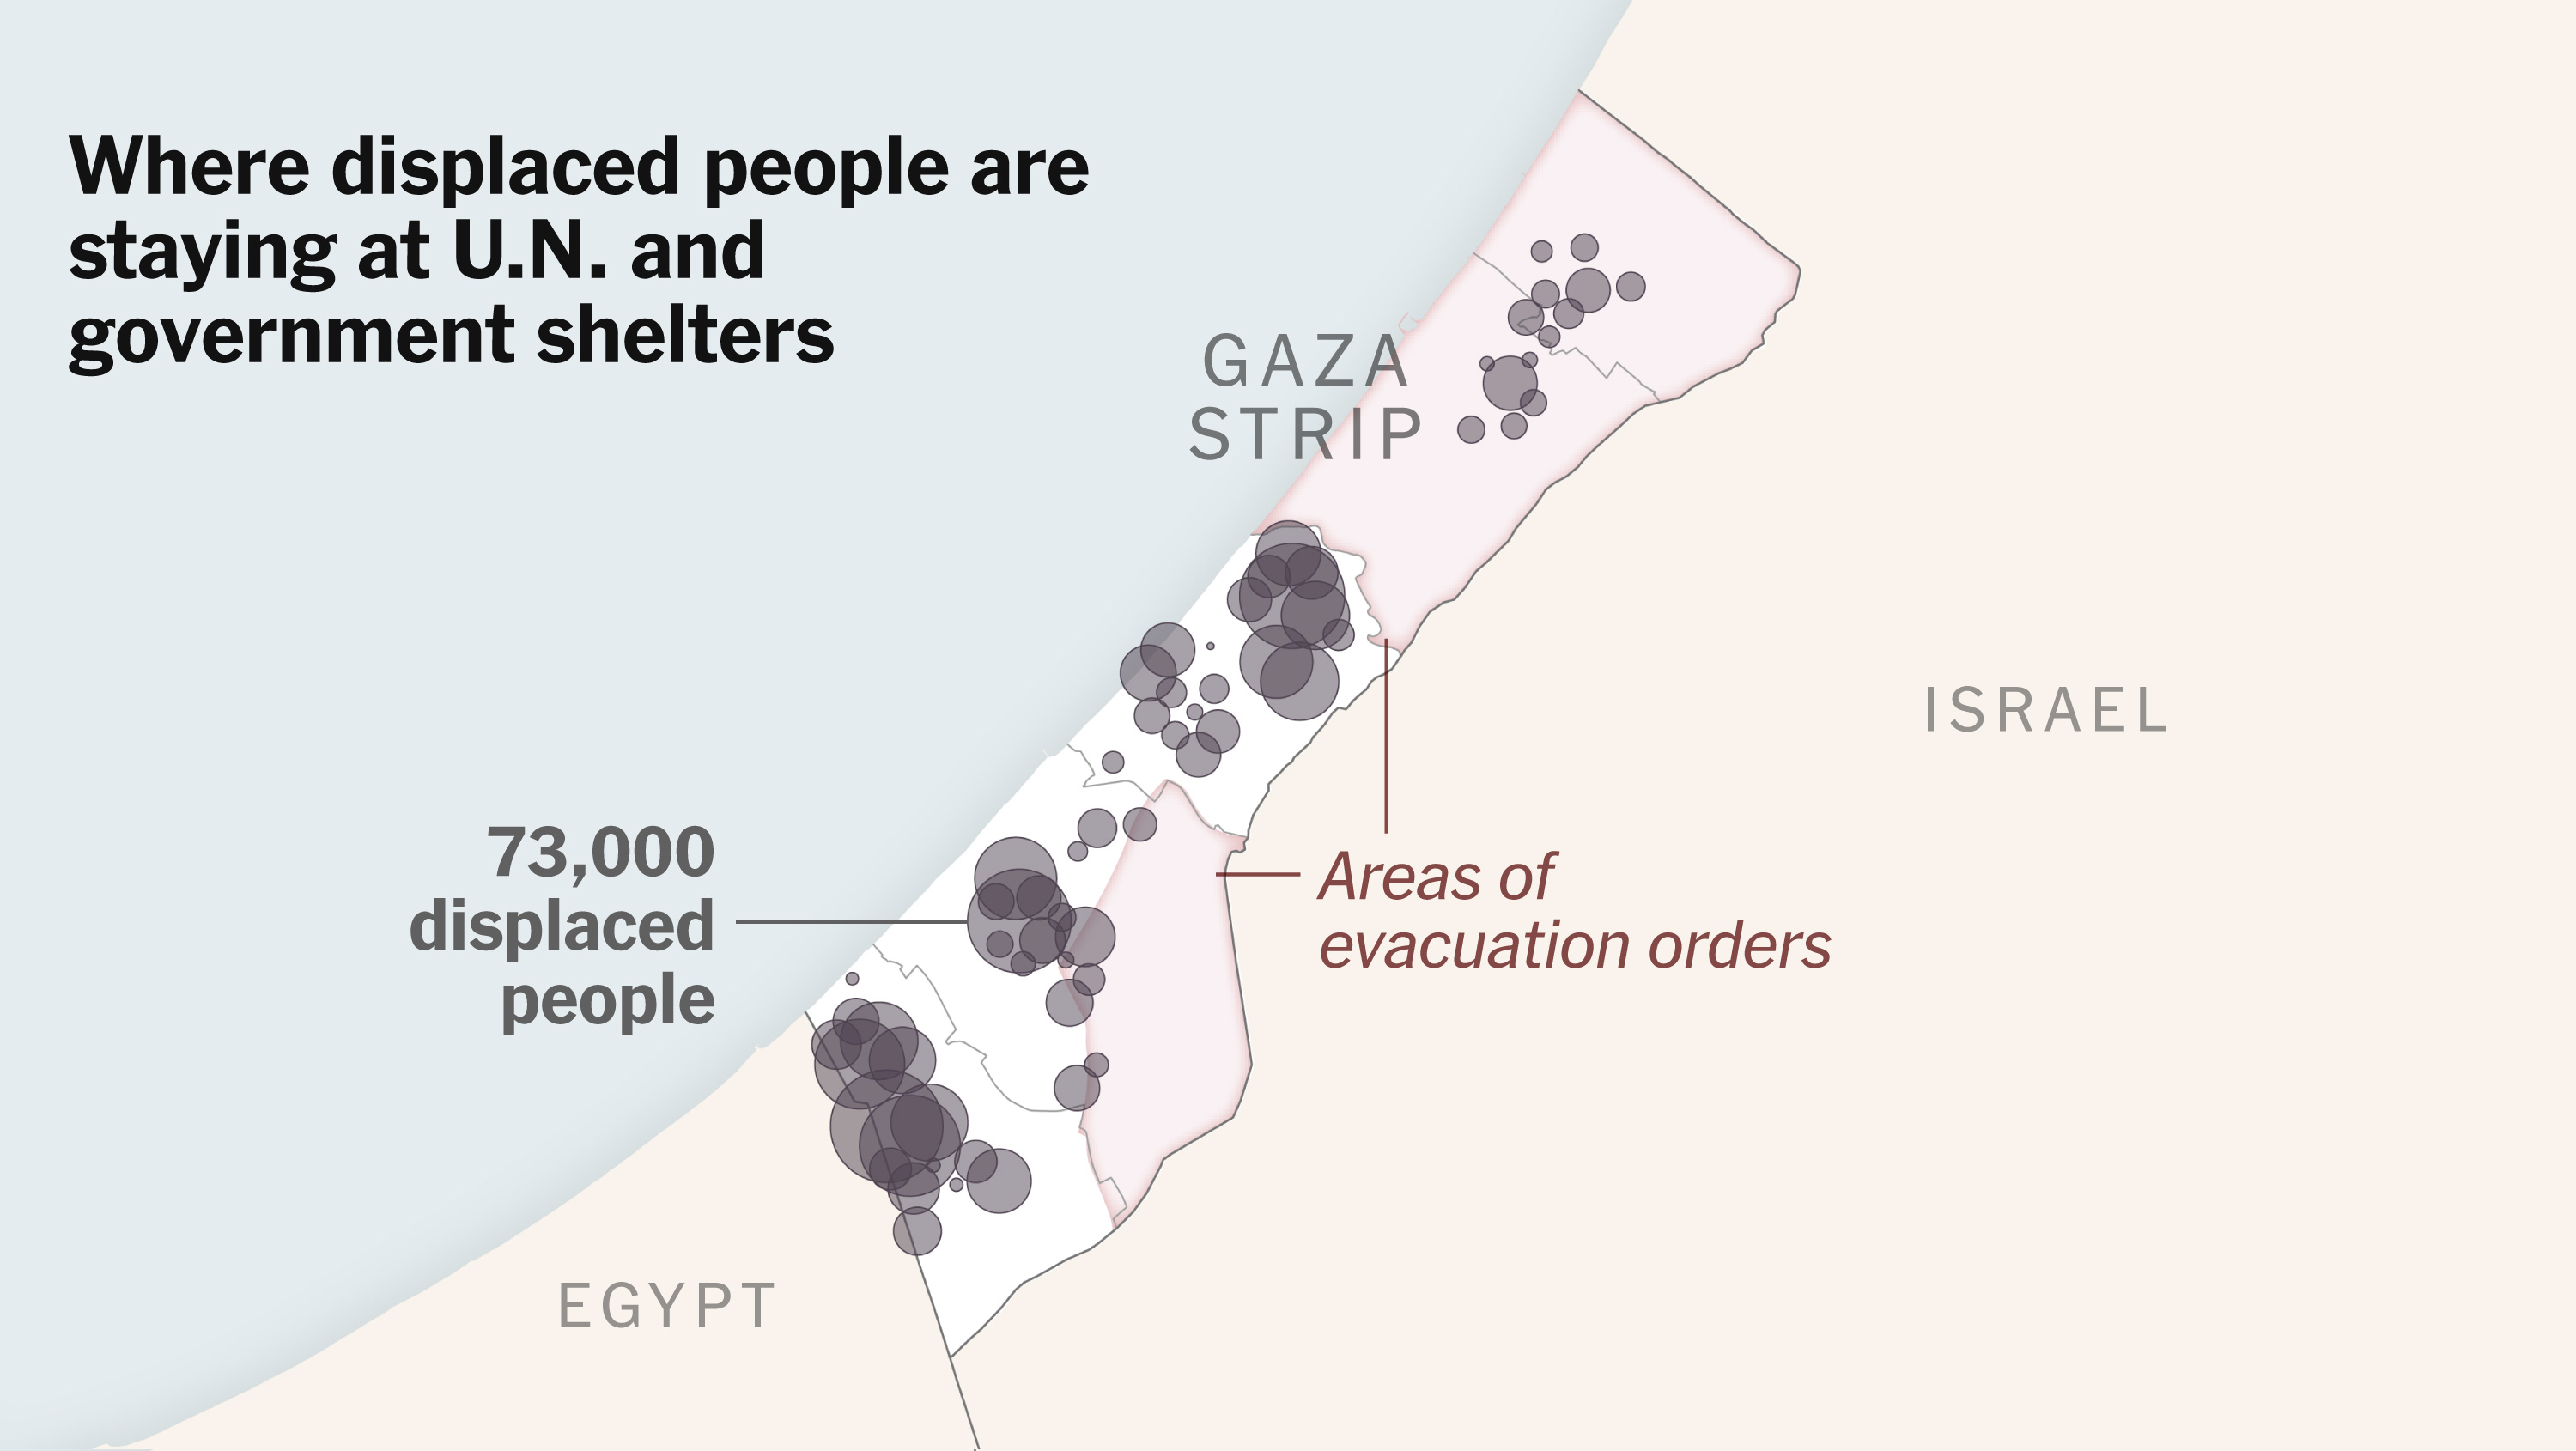 Where displaced people are
staying at U.N. and
government shelters
GAZA
STRIP
ISRAEL
73,000
displaced
people
Areas of
evacuation orders
EGYPT